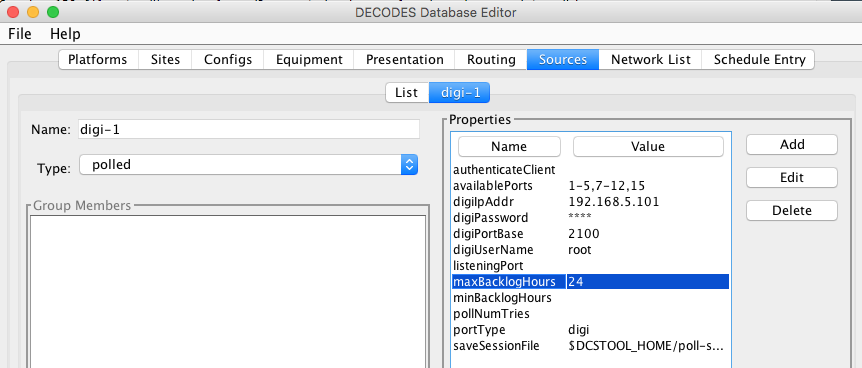 DECODES Database Editor
File Help
Platforms Sites Configs Equipment Presentation Routing Sources Network List Schedule Entry
List digi-1
Name: digi-1
Type: polled
Group Members
Properties
Name Value
authenticateClient
availablePorts 1-5,7-12,15
digiIpAddr 192.168.5.101
digiPassword ****
digiPortBase 2100
digiUserName root
listeningPort
maxBacklogHours 24
minBacklogHours
pollNumTries
portType digi
saveSessionFile $DCSTOOL_HOME/poll-s...
Add
Edit
Delete